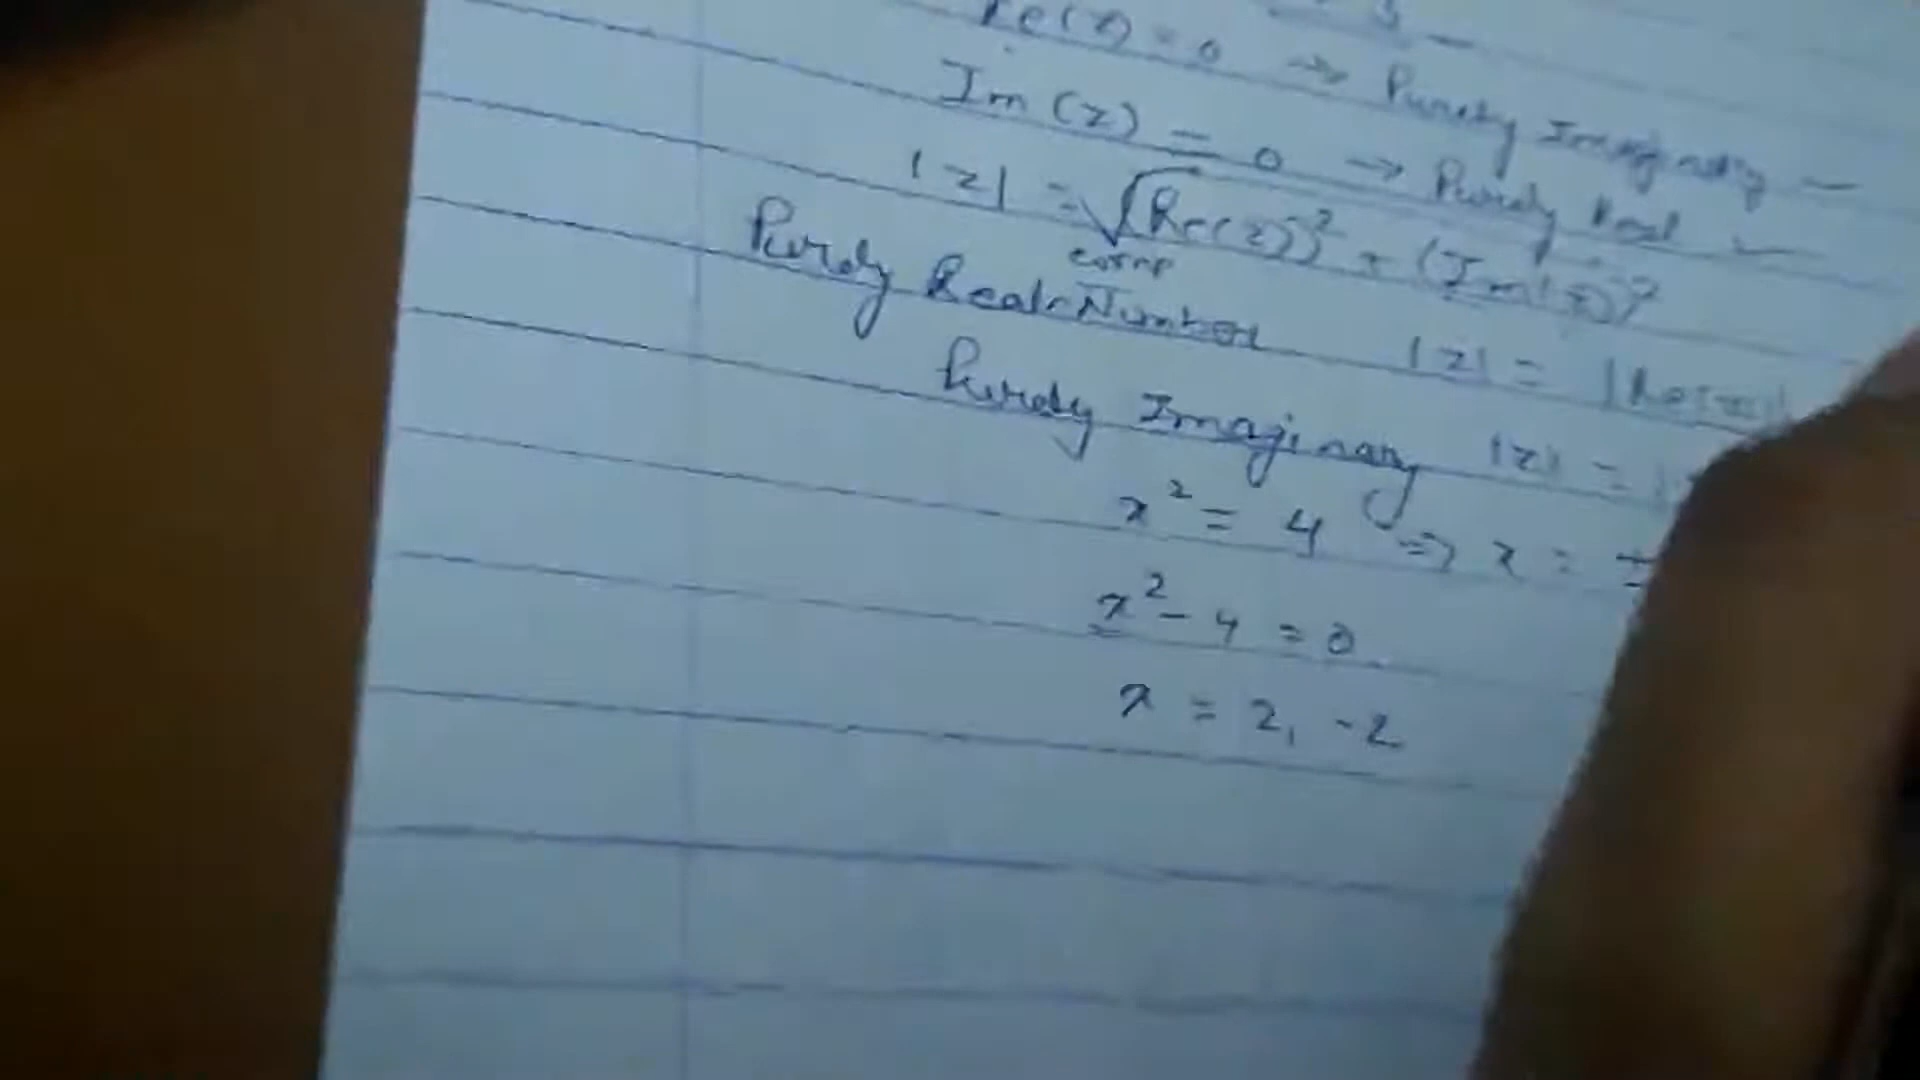 Re(z) = 0 → Purely Imaginary
Im (z) = 0 → Purely Real
|z| = √(Re(z))² + (Im(z))²
comp
Purely Real Number |z| = |Re(z)|
Purely Imaginary |z| =
x² = 4 => x = ±
x² - 4 = 0
x = 2, -2